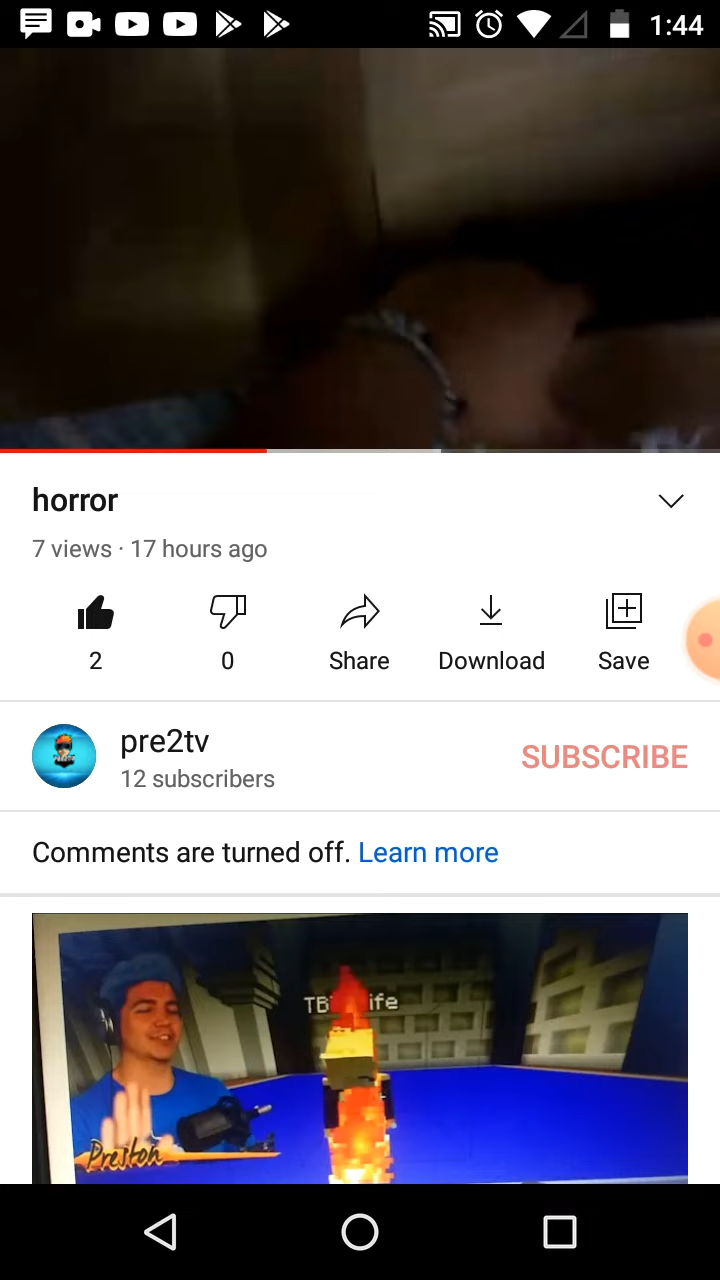 1:44
horror
7 views · 17 hours ago
2
0
Share
Download
Save
pre2tv
12 subscribers
SUBSCRIBE
Comments are turned off. Learn more
Preston